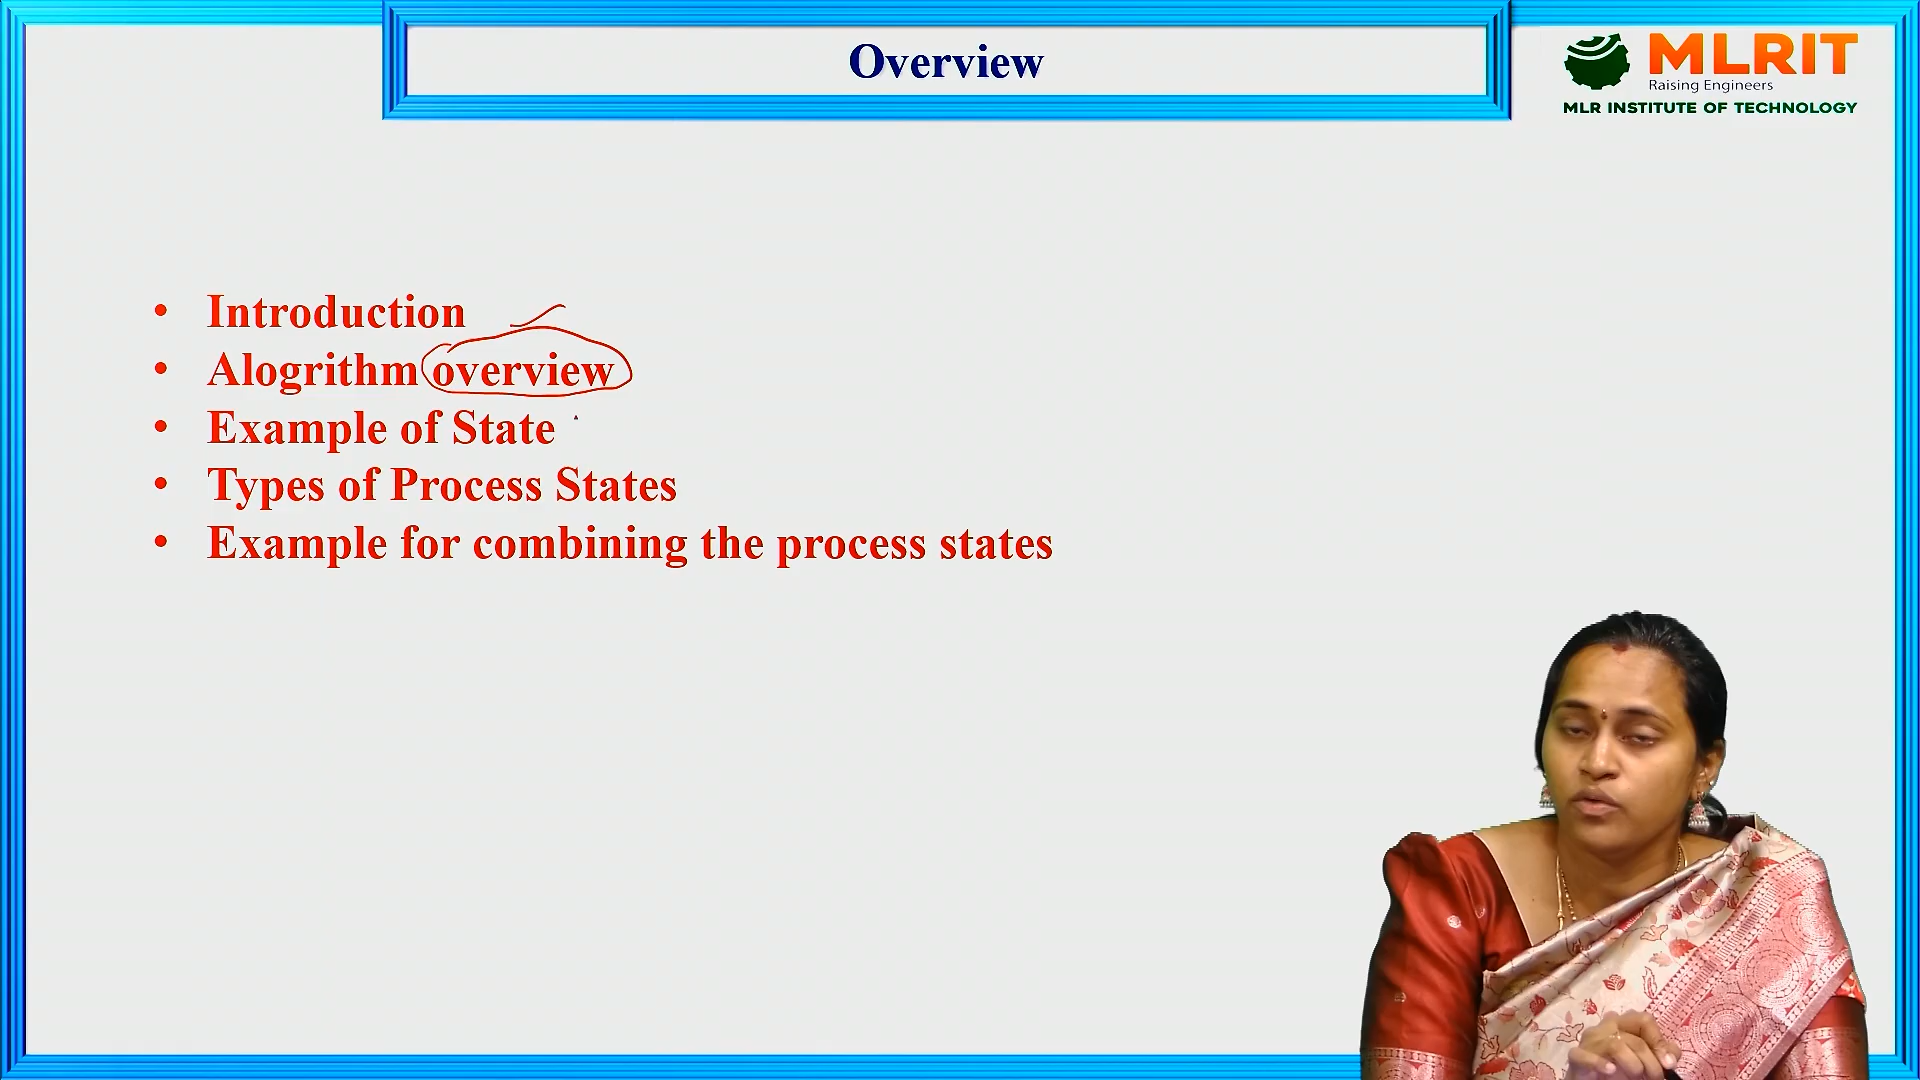 Overview
MLRIT
Raising Engineers
MLR INSTITUTE OF TECHNOLOGY
• Introduction
• Alogrithm overview
• Example of State
• Types of Process States
• Example for combining the process states